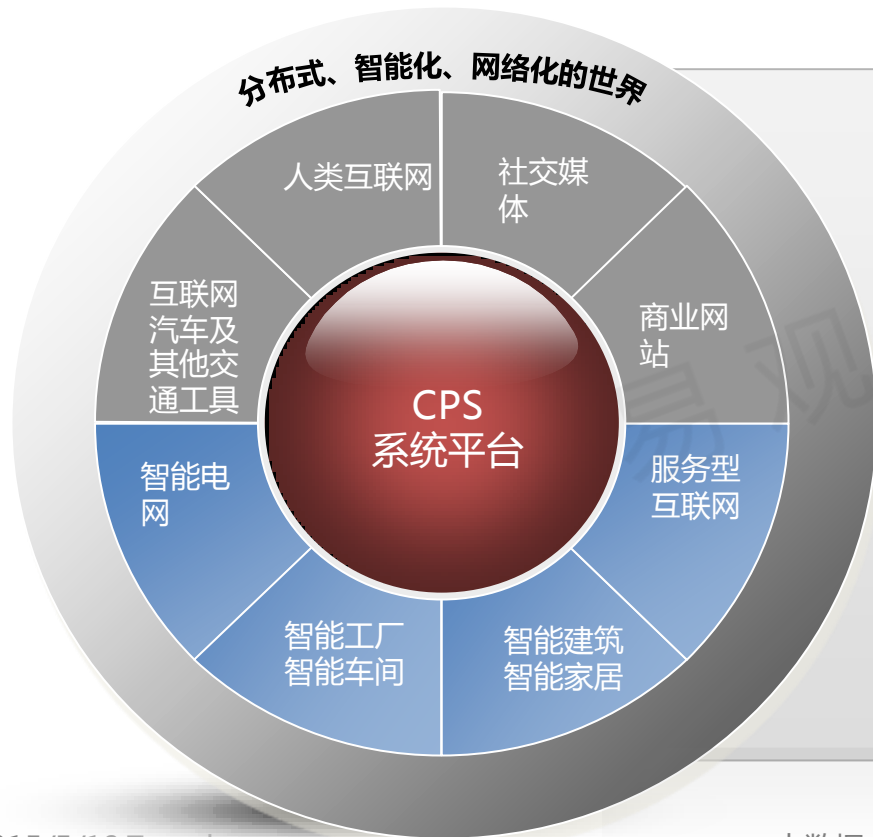 分布式、智能化、网络化的世界
人类互联网
社交媒
体
互联网
汽车及
其他交
通工具
商业网
站
CPS
系统平台
智能电
网
服务型
互联网
智能工厂
智能车间
智能建筑
智能家居
易观